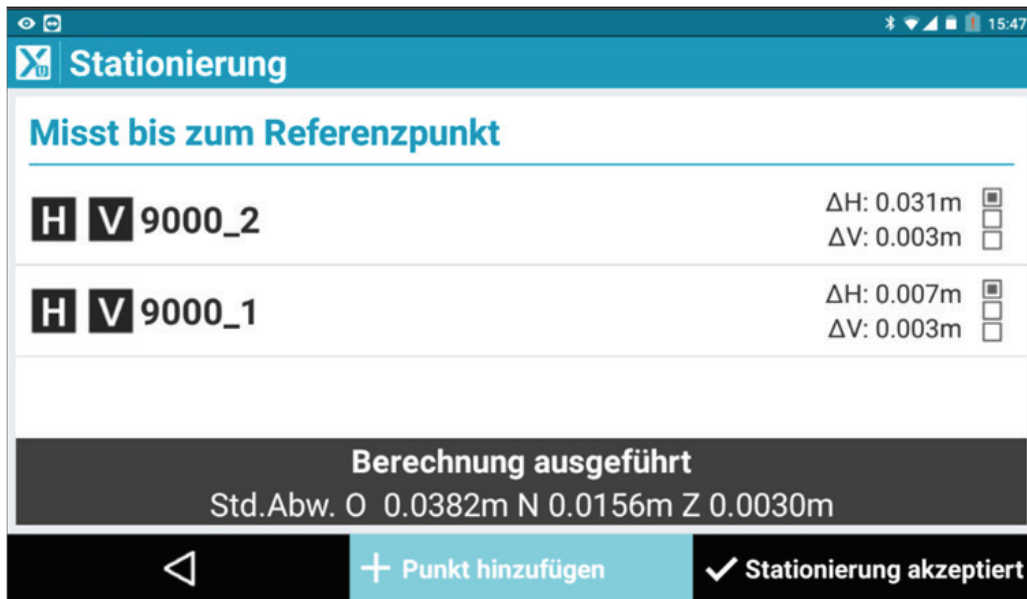 15:47
XU Stationierung
Misst bis zum Referenzpunkt
H V 9000_2
ΔH: 0.031m
ΔV: 0.003m
H V 9000_1
ΔH: 0.007m
ΔV: 0.003m
Berechnung ausgeführt
Std.Abw. O 0.0382m N 0.0156m Z 0.0030m
+ Punkt hinzufügen
Stationierung akzeptiert